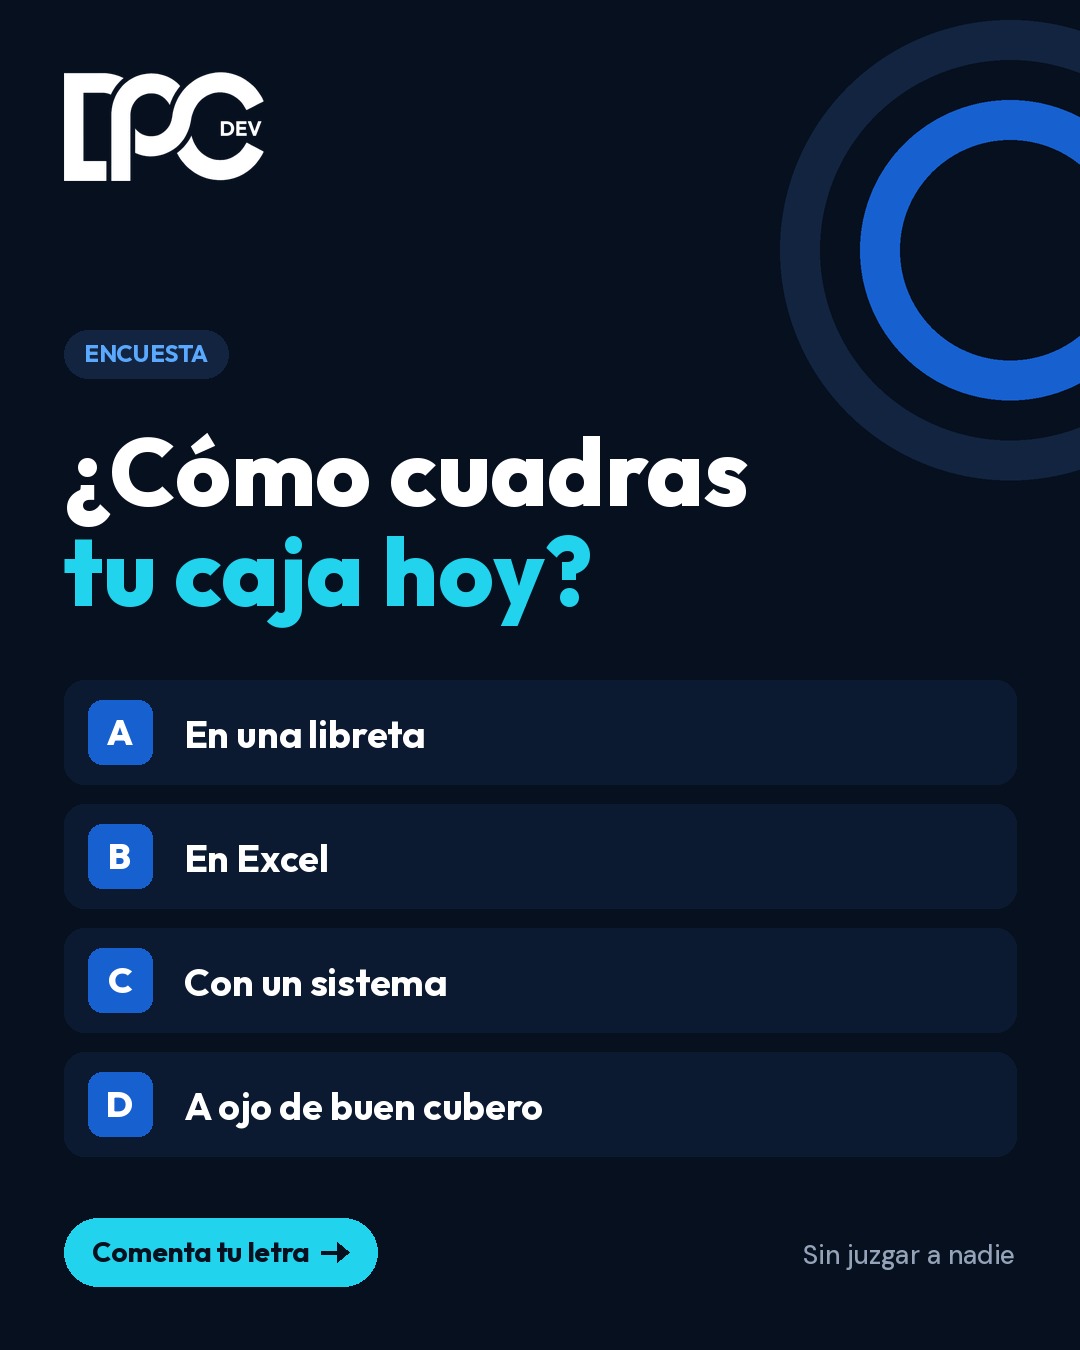 DPC
DEV
ENCUESTA
¿Cómo cuadras
tu caja hoy?
A En una libreta
B En Excel
C Con un sistema
D A ojo de buen cubero
Comenta tu letra →
Sin juzgar a nadie